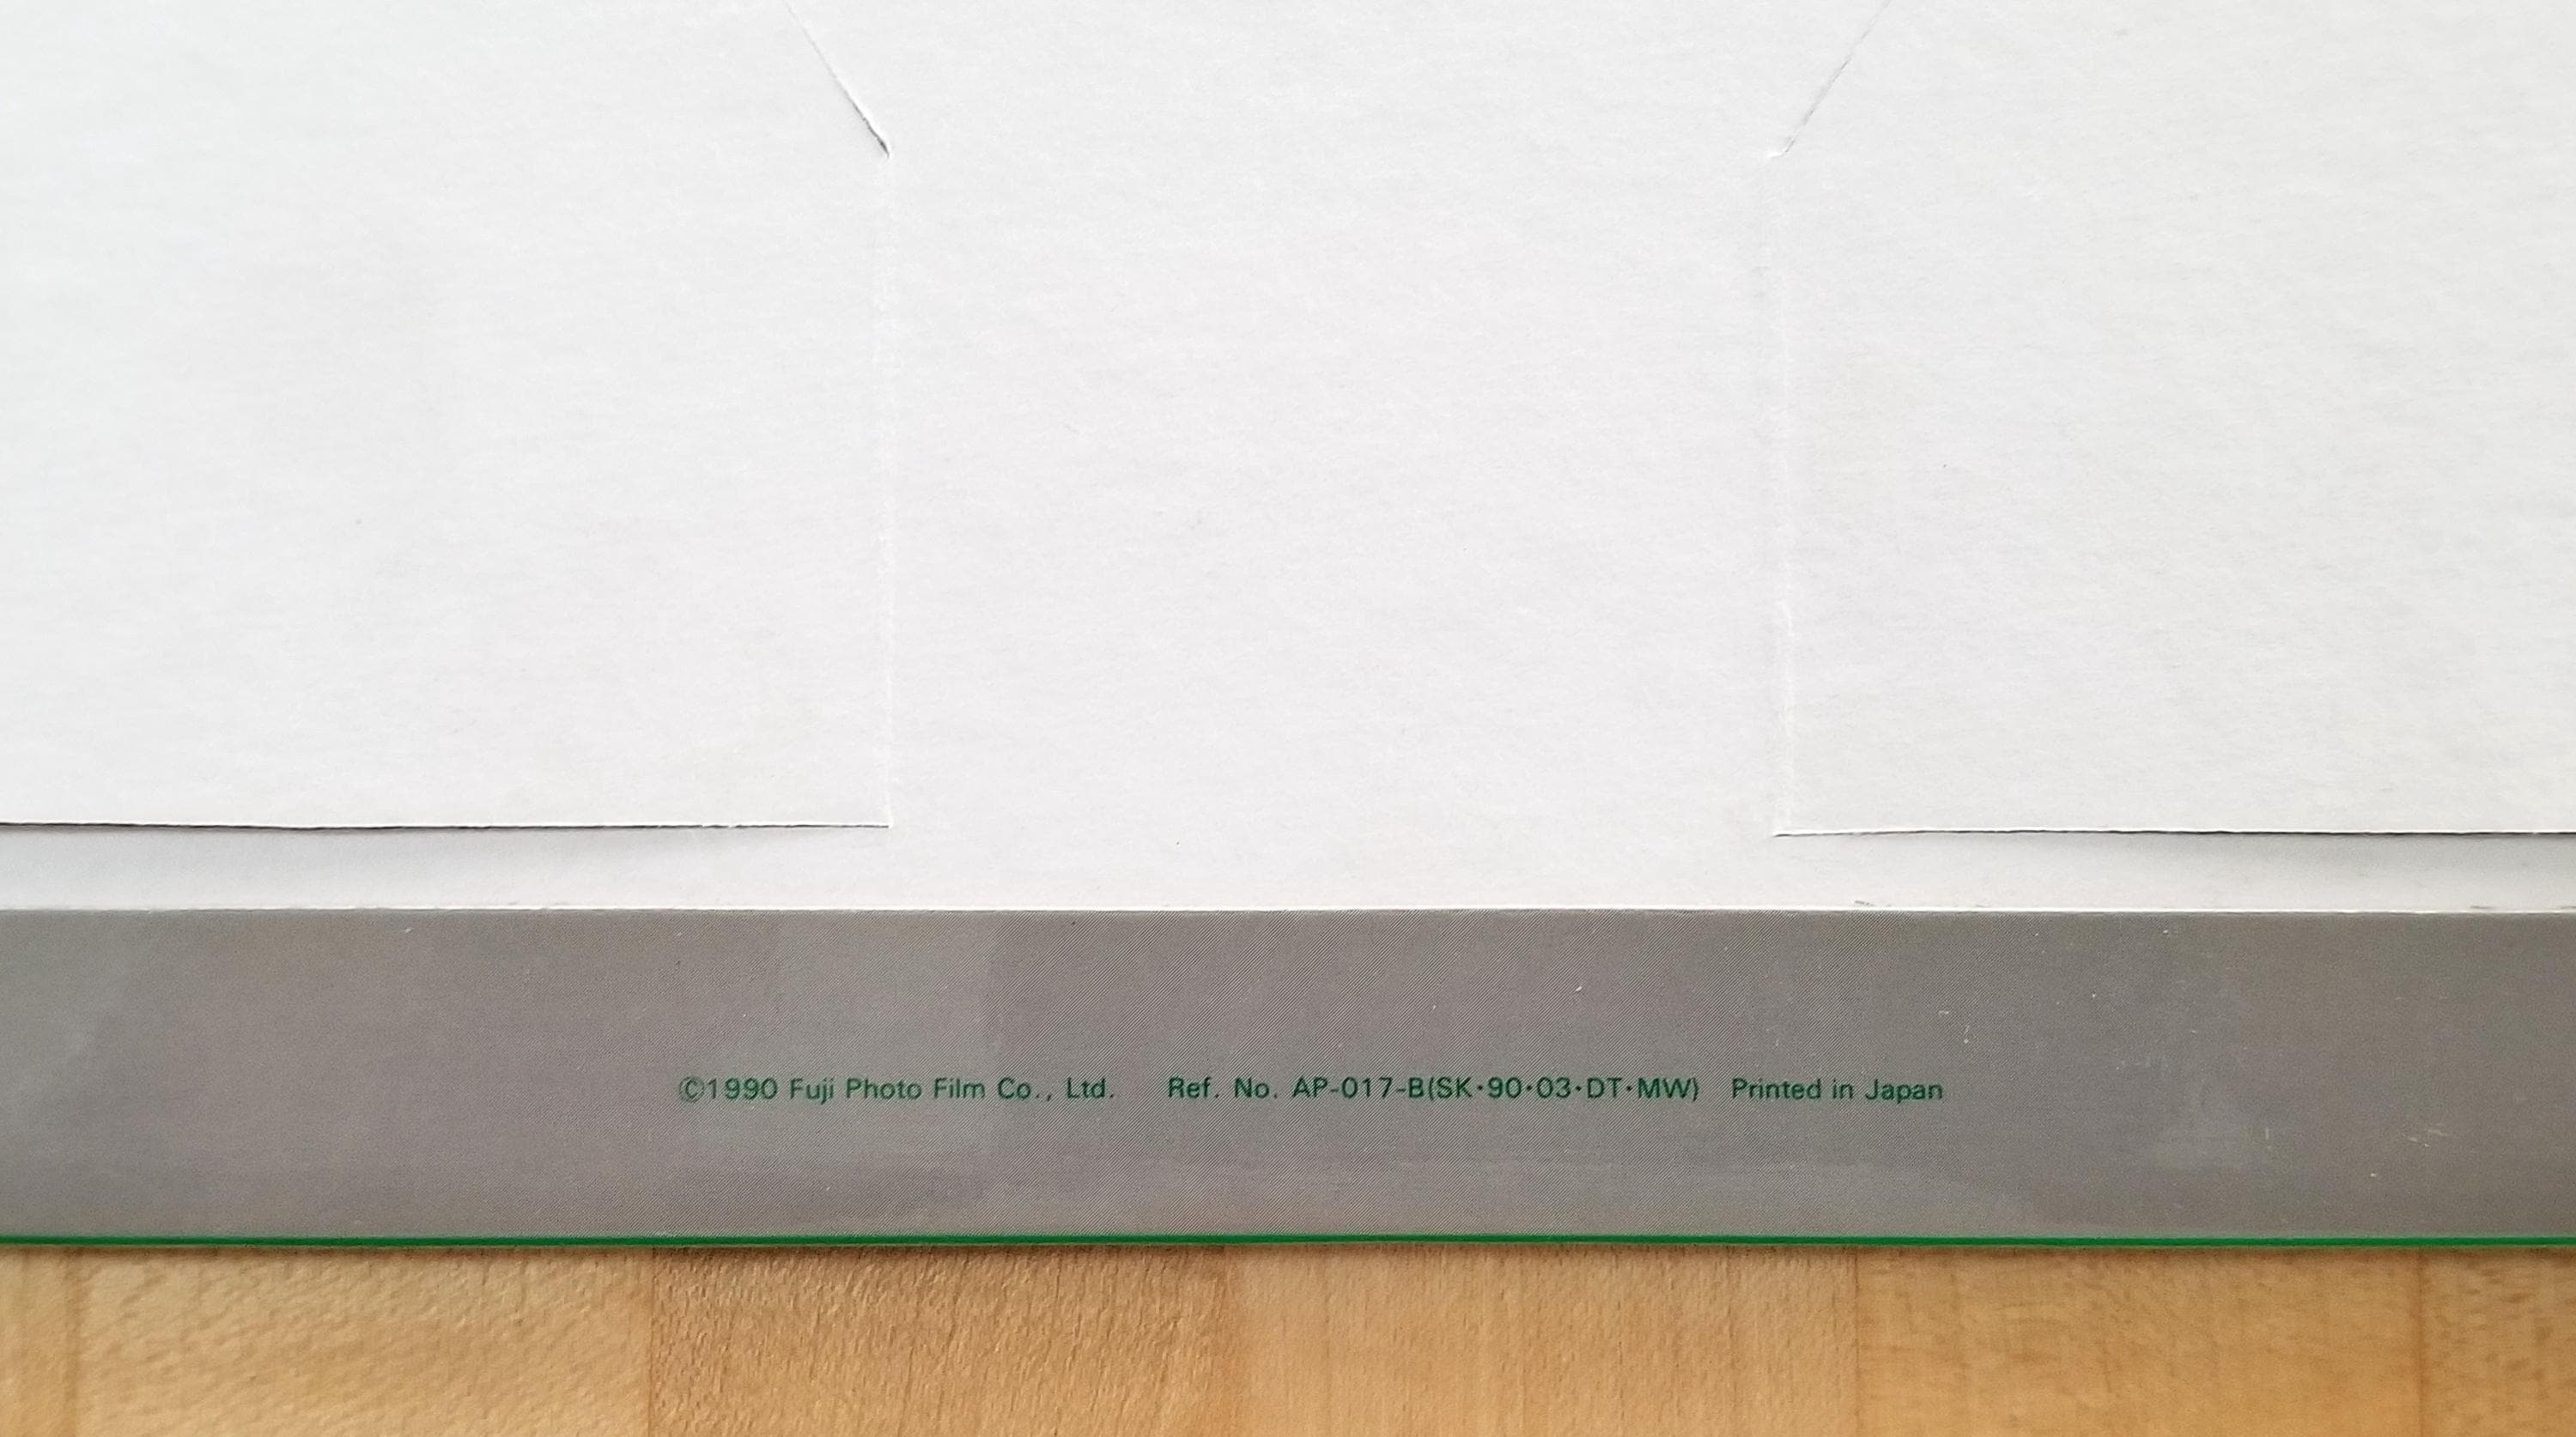 ©1990 Fuji Photo Film Co., Ltd. Ref. No. AP-017-B(SK·90·03·DT·MW) Printed in Japan